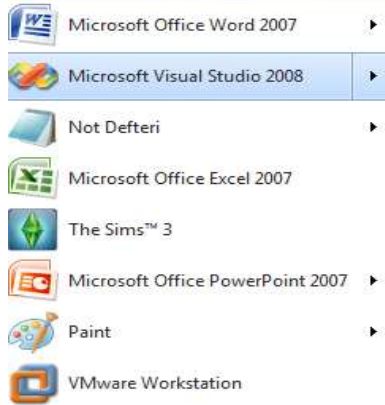 Microsoft Office Word 2007
Microsoft Visual Studio 2008
Not Defteri
Microsoft Office Excel 2007
The Sims™ 3
Microsoft Office PowerPoint 2007
Paint
VMware Workstation